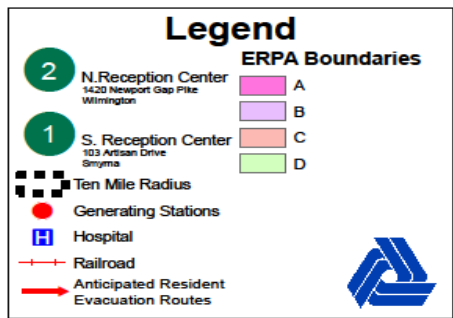 Legend
2
N.Reception Center
1420 Newport Gap Pike
Wilmington
1
S. Reception Center
103 Artisan Drive
Smyrna
Ten Mile Radius
Generating Stations
H
Hospital
Railroad
Anticipated Resident
Evacuation Routes
ERPA Boundaries
A
B
C
D